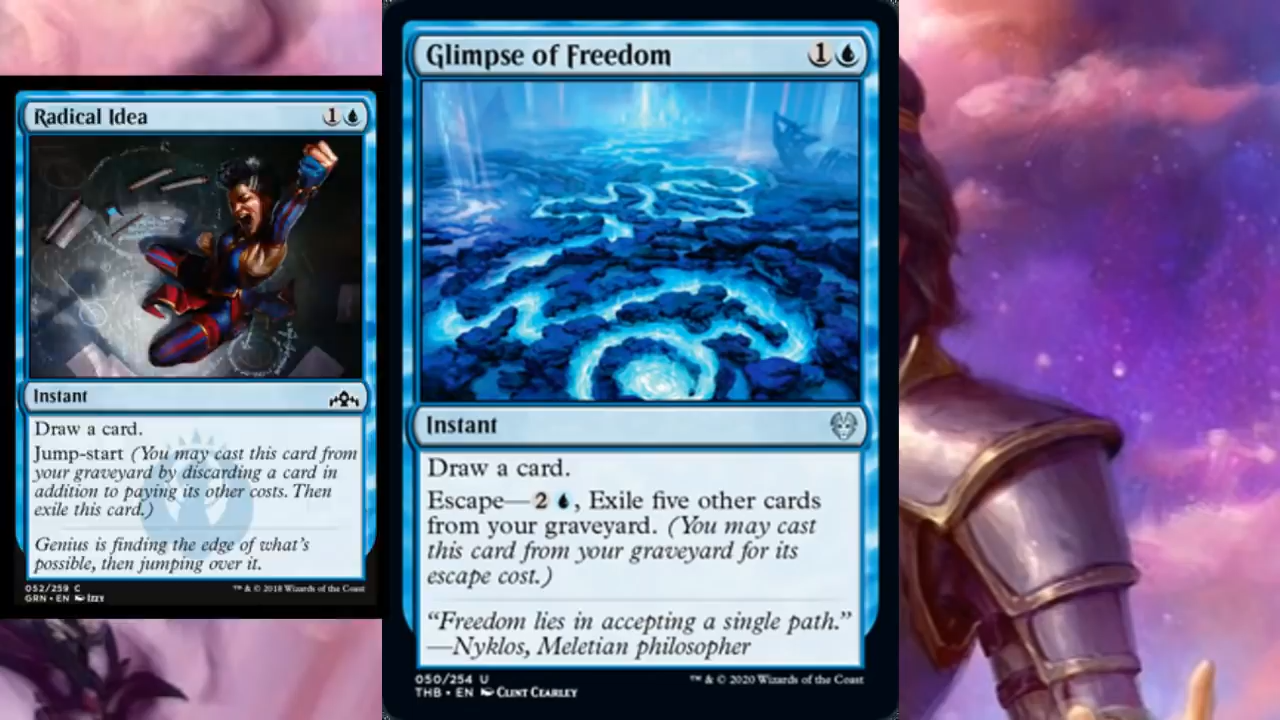 Radical Idea 1
Instant
Draw a card.
Jump-start (You may cast this card from
your graveyard by discarding a card in
addition to paying its other costs. Then
exile this card.)
Genius is finding the edge of what's
possible, then jumping over it.
052/259 C
GRN • EN Izzy
™ & © 2018 Wizards of the Coast
Glimpse of Freedom 1
Instant
Draw a card.
Escape—2 , Exile five other cards
from your graveyard. (You may cast
this card from your graveyard for its
escape cost.)
“Freedom lies in accepting a single path.”
—Nyklos, Meletian philosopher
050/254 U
THB • EN Clint Cearley
™ & © 2020 Wizards of the Coast